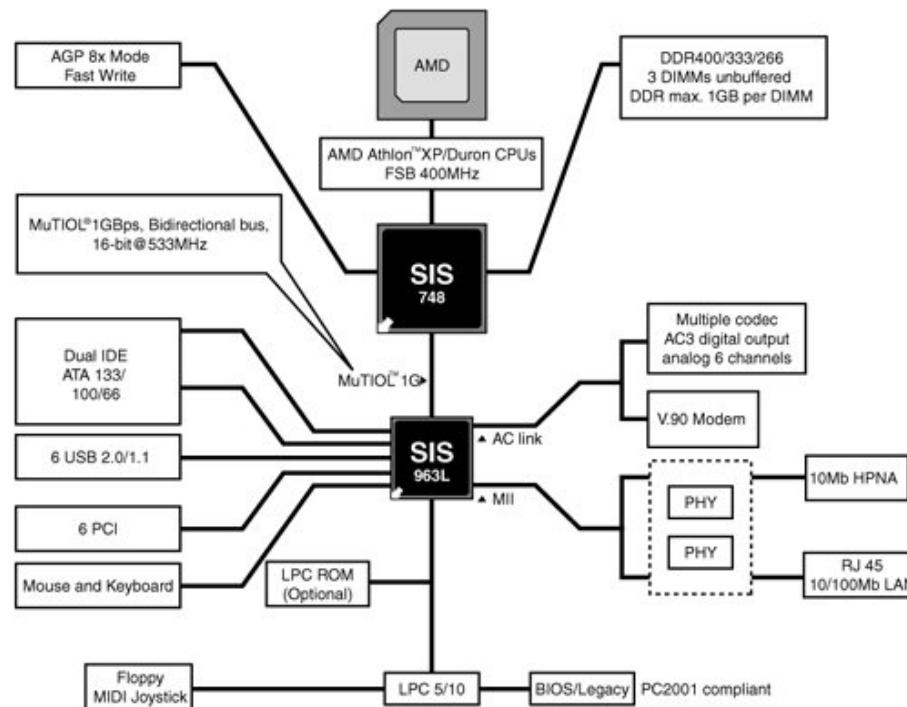 AGP 8x Mode
Fast Write
AMD
DDR400/333/266
3 DIMMs unbuffered
DDR max. 1GB per DIMM
AMD Athlon™XP/Duron CPUs
FSB 400MHz
MuTIOL®1GBps, Bidirectional bus,
16-bit@533MHz
SIS
748
Dual IDE
ATA 133/
100/66
MuTIOL™ 1G
Multiple codec
AC3 digital output
analog 6 channels
V.90 Modem
AC link
SIS
963L
6 USB 2.0/1.1
MII
10Mb HPNA
PHY
6 PCI
PHY
Mouse and Keyboard
LPC ROM
(Optional)
RJ 45
10/100Mb LAN
Floppy
MIDI Joystick
LPC 5/10
BIOS/Legacy
PC2001 compliant